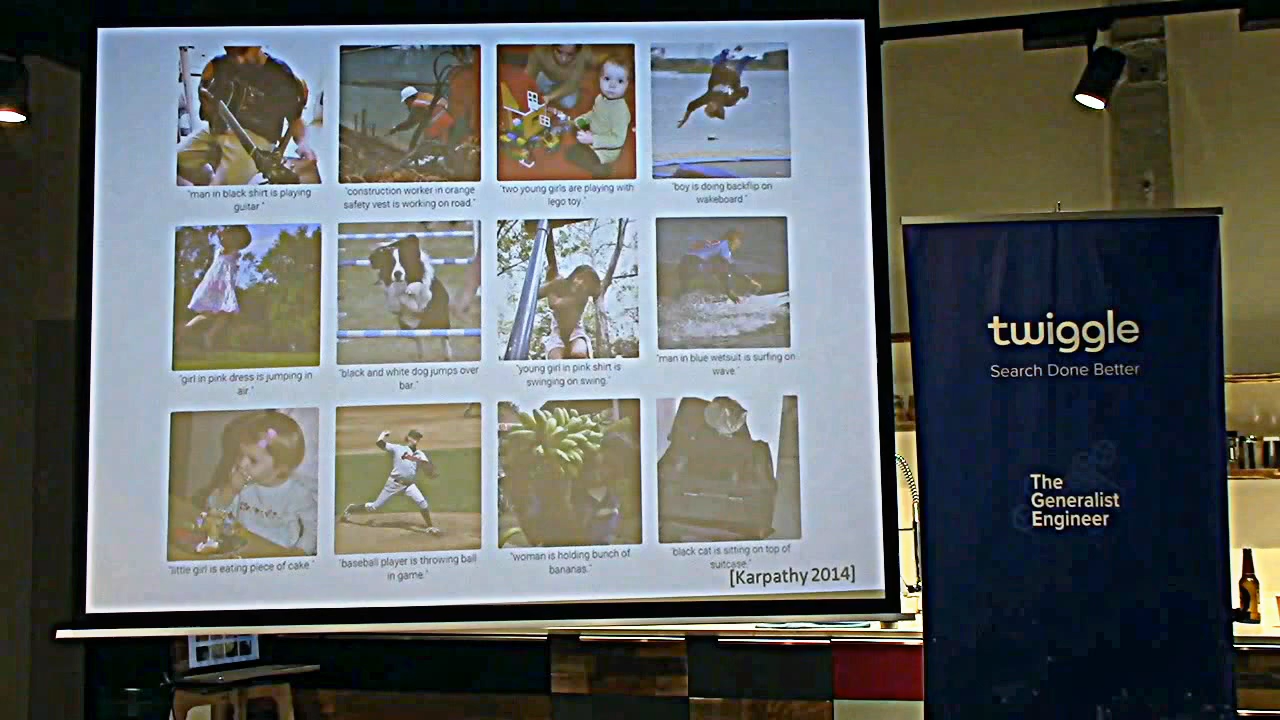 "man in black shirt is playing
guitar."
"construction worker in orange
safety vest is working on road."
"two young girls are playing with
lego toy."
"boy is doing backflip on
wakeboard."
"girl in pink dress is jumping in
air."
"black and white dog jumps over
bar."
"young girl in pink shirt is
swinging on swing."
"man in blue wetsuit is surfing on
wave."
"little girl is eating piece of cake."
"baseball player is throwing ball
in game."
"woman is holding bunch of
bananas."
"black cat is sitting on top of
suitcase."
[Karpathy 2014]
twiggle
Search Done Better
The
Generalist
Engineer